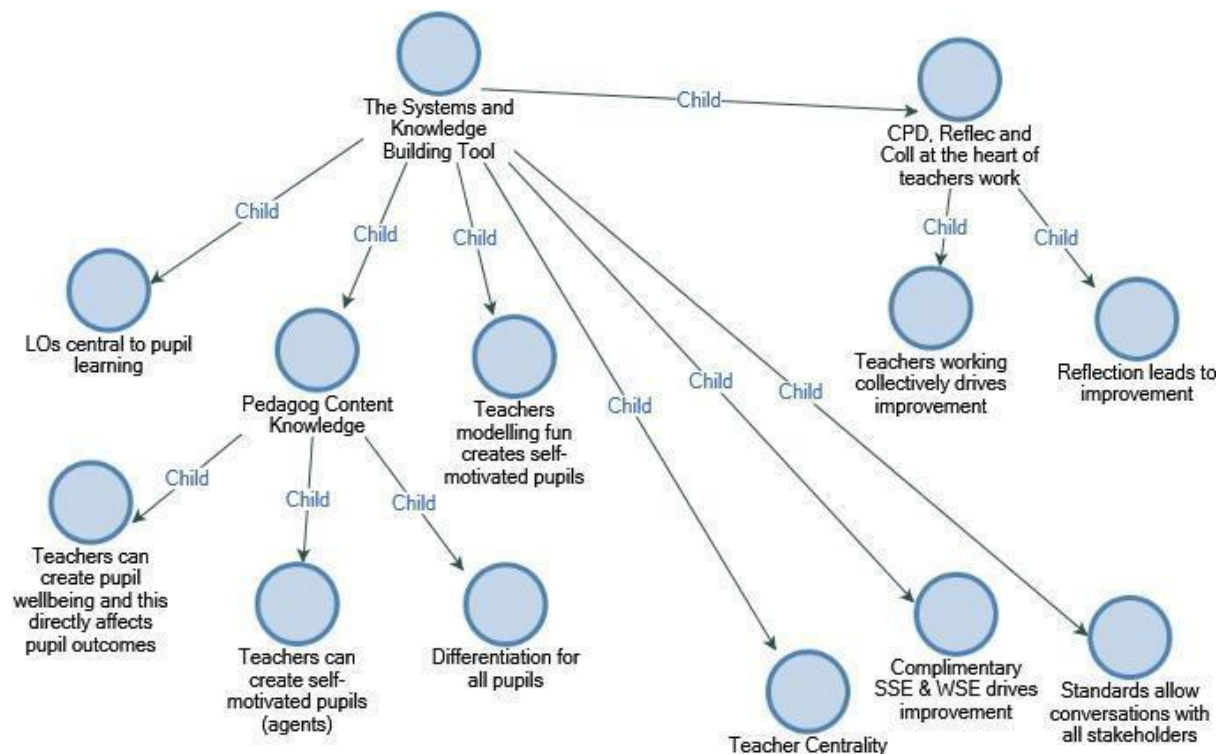 The Systems and
Knowledge
Building Tool
Child
CPD, Reflec and
Coll at the heart of
teachers work
Child
Child
Child
Child
Child
LOs central to pupil
learning
Pedagog Content
Knowledge
Teachers
modelling fun
creates self-
motivated pupils
Teachers working
collectively drives
improvement
Reflection leads to
improvement
Child
Child
Child
Child
Child
Child
Teachers can
create pupil
wellbeing and this
directly affects
pupil outcomes
Teachers can
create self-
motivated pupils
(agents)
Differentiation for
all pupils
Teacher Centrality
Complimentary
SSE & WSE drives
improvement
Standards allow
conversations with
all stakeholders